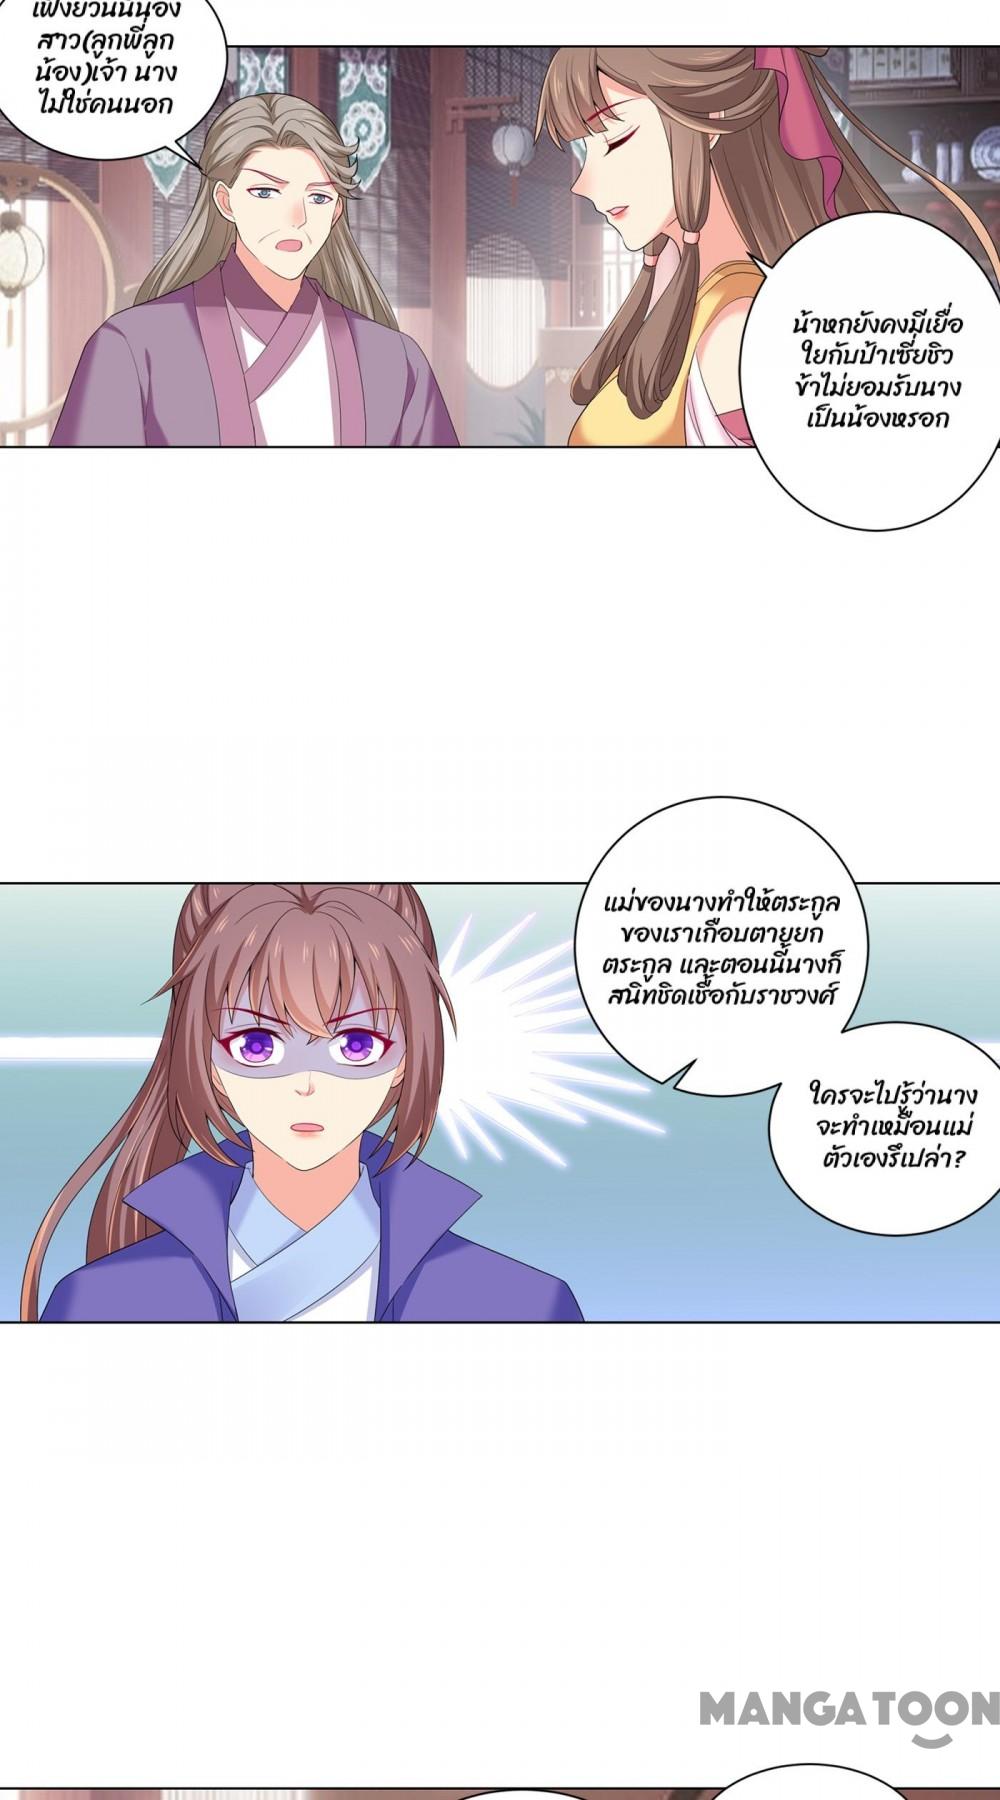 เฟิ่งยวนนั่นน้อง
สาว(ลูกพี่ลูก
น้อง)เจ้า นาง
ไม่ใช่คนนอก
น้าหกยังคงมีเยื่อ
ใยกับป้าเซี่ยชิว
ข้าไม่ยอมรับนาง
เป็นน้องหรอก
แม่ของนางทำให้ตระกูล
ของเราเกือบตายยก
ตระกูล และตอนนี้นางก็
สนิทชิดเชื้อกับราชวงศ์
ใครจะไปรู้ว่านาง
จะทำเหมือนแม่
ตัวเองรึเปล่า?
MANGATOON